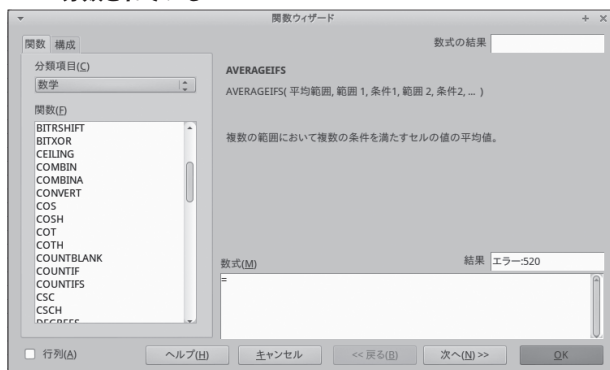 関数ウィザード
関数 構成
数式の結果
分類項目(C)
数学
関数(F)
BITRSHIFT
BITXOR
CEILING
COMBIN
COMBINA
CONVERT
COS
COSH
COT
COTH
COUNTBLANK
COUNTIF
COUNTIFS
CSC
CSCH
DEGREES
AVERAGEIFS
AVERAGEIFS( 平均範囲, 範囲 1, 条件1, 範囲 2, 条件2, ... )
複数の範囲において複数の条件を満たすセルの値の平均値。
数式(M)
結果 エラー:520
=
行列(A)
ヘルプ(H)
キャンセル
<< 戻る(B)
次へ(N) >>
OK